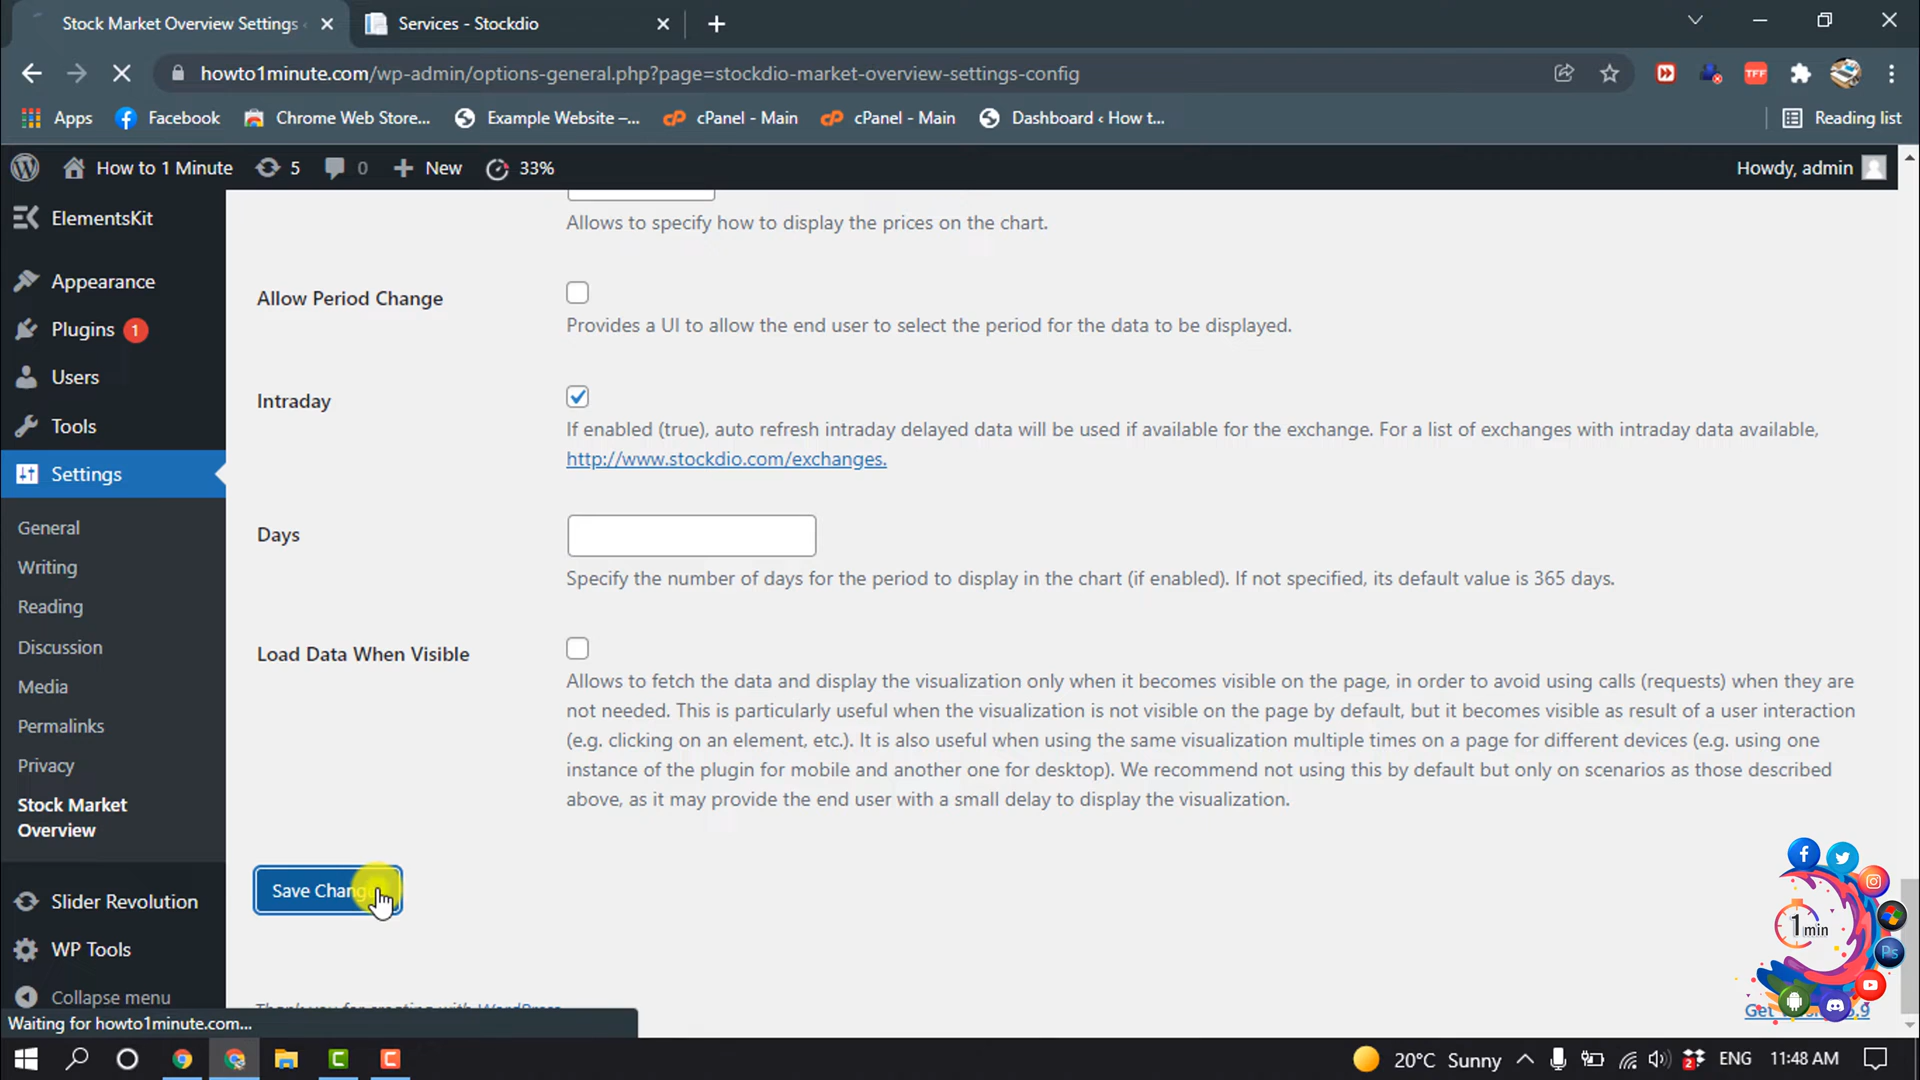 Stock Market Overview Settings
Services - Stockdio
howto1minute.com/wp-admin/options-general.php?page=stockdio-market-overview-settings-config
TFF
Apps
Facebook
Chrome Web Store...
Example Website –...
cPanel - Main
cPanel - Main
Dashboard ‹ How t...
Reading list
How to 1 Minute
5
0
New
33%
Howdy, admin
ElementsKit
Appearance
Plugins 1
Users
Tools
Settings
General
Writing
Reading
Discussion
Media
Permalinks
Privacy
Stock Market
Overview
Slider Revolution
WP Tools
Collapse menu
Allows to specify how to display the prices on the chart.
Allow Period Change
Provides a UI to allow the end user to select the period for the data to be displayed.
Intraday
If enabled (true), auto refresh intraday delayed data will be used if available for the exchange. For a list of exchanges with intraday data available,
http://www.stockdio.com/exchanges.
Days
Specify the number of days for the period to display in the chart (if enabled). If not specified, its default value is 365 days.
Load Data When Visible
Allows to fetch the data and display the visualization only when it becomes visible on the page, in order to avoid using calls (requests) when they are
not needed. This is particularly useful when the visualization is not visible on the page by default, but it becomes visible as result of a user interaction
(e.g. clicking on an element, etc.). It is also useful when using the same visualization multiple times on a page for different devices (e.g. using one
instance of the plugin for mobile and another one for desktop). We recommend not using this by default but only on scenarios as those described
above, as it may provide the end user with a small delay to display the visualization.
Save Chang
Thank you for creating with WordPress
Get
1 min
Ps
Waiting for howto1minute.com...
20°C Sunny
2
ENG
11:48 AM